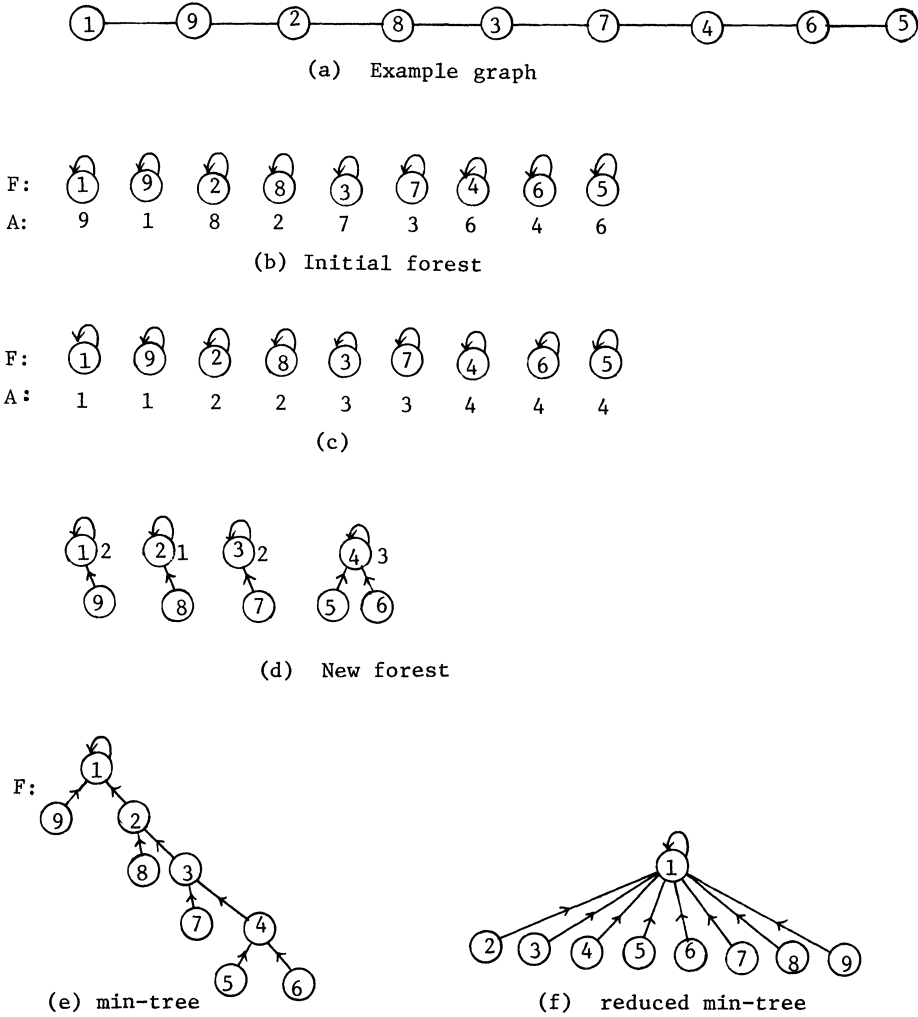 1 9 2 8 3 7 4 6 5
(a) Example graph
F: 1 9 2 8 3 7 4 6 5
A: 9 1 8 2 7 3 6 4 6
(b) Initial forest
F: 1 9 2 8 3 7 4 6 5
A: 1 1 2 2 3 3 4 4 4
(c)
1 2 2 1 3 2 4 3
9 8 7 5 6
(d) New forest
1
F:
9 2
8 3
7 4
5 6
(e) min-tree
1
2 3 4 5 6 7 8 9
(f) reduced min-tree